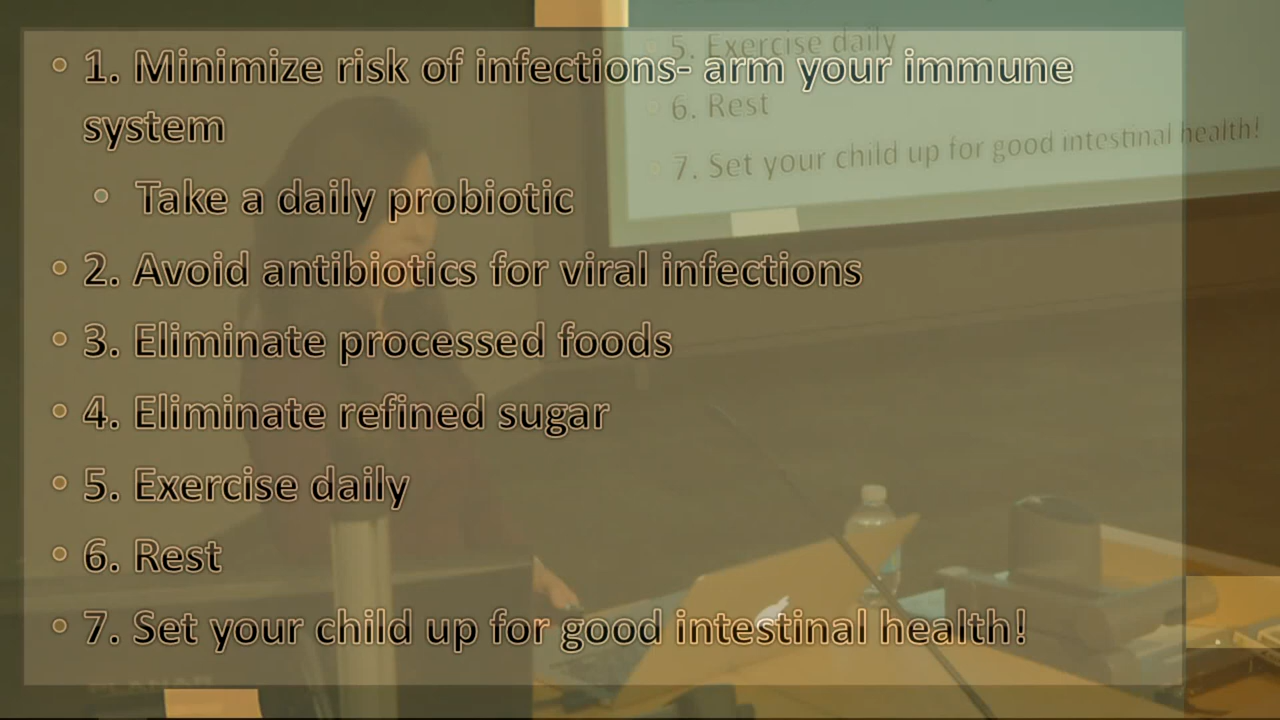 • 1. Minimize risk of infections- arm your immune
system
• Take a daily probiotic
• 2. Avoid antibiotics for viral infections
• 3. Eliminate processed foods
• 4. Eliminate refined sugar
• 5. Exercise daily
• 6. Rest
• 7. Set your child up for good intestinal health!
5. Exercise daily
6. Rest
7. Set your child up for good intestinal health!